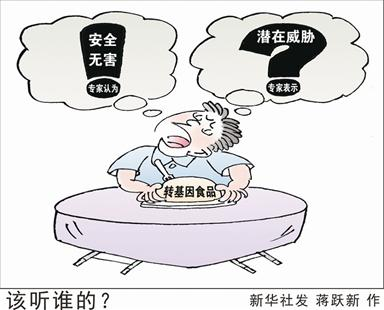 安全
无害
专家认为
潜在威胁
专家表示
转基因食品
该听谁的？
新华社发 蒋跃新 作